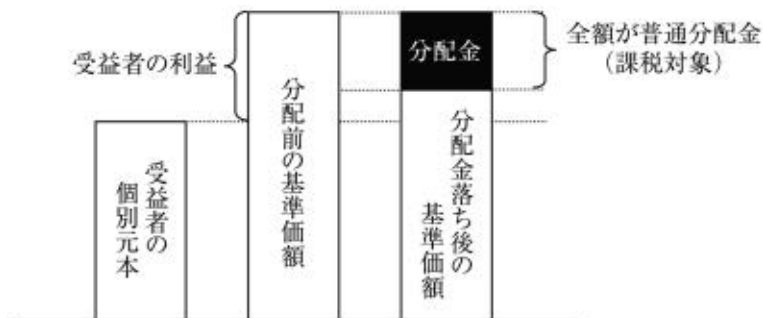 受益者の利益
受益者の
個別元本
分配前の基準価額
分配金
分配金落ち後の
基準価額
全額が普通分配金
(課税対象)